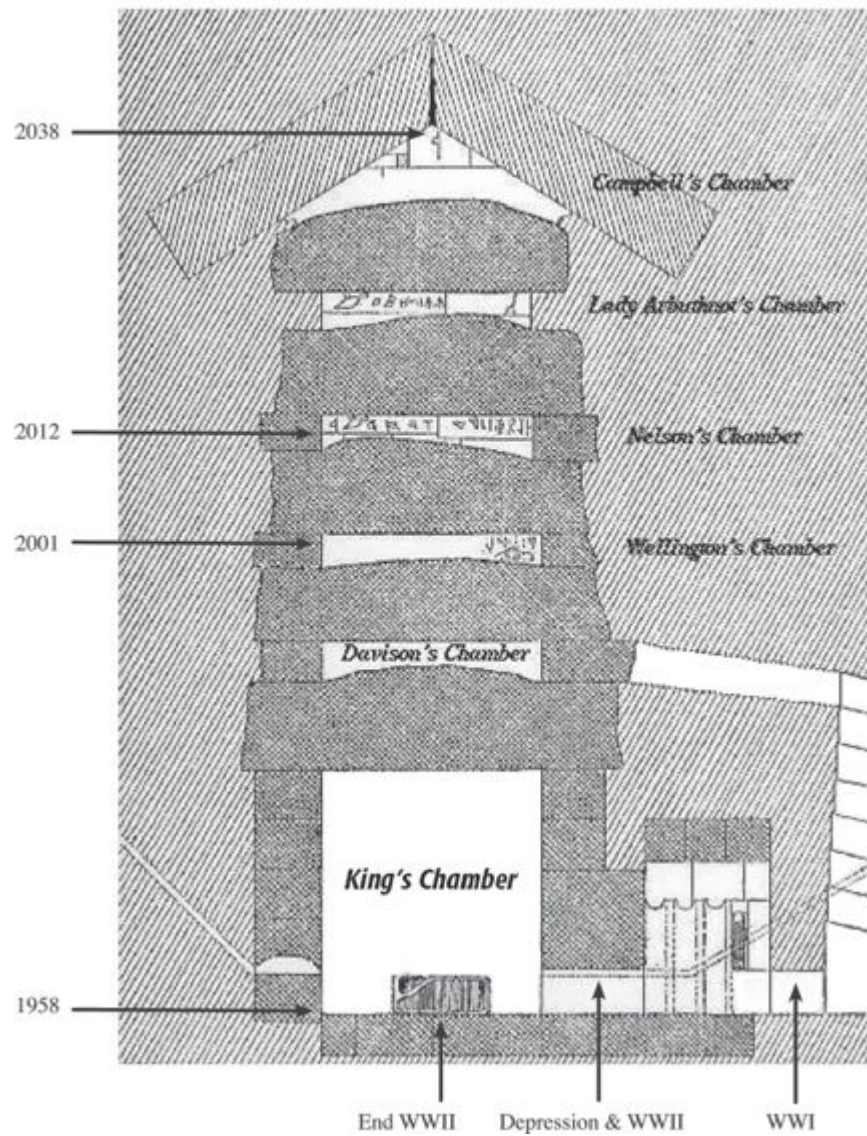 2038
Campbell's Chamber
Lady Arbuthnot's Chamber
2012
Nelson's Chamber
2001
Wellington's Chamber
Davison's Chamber
King's Chamber
1958
End WWII
Depression & WWII
WWI